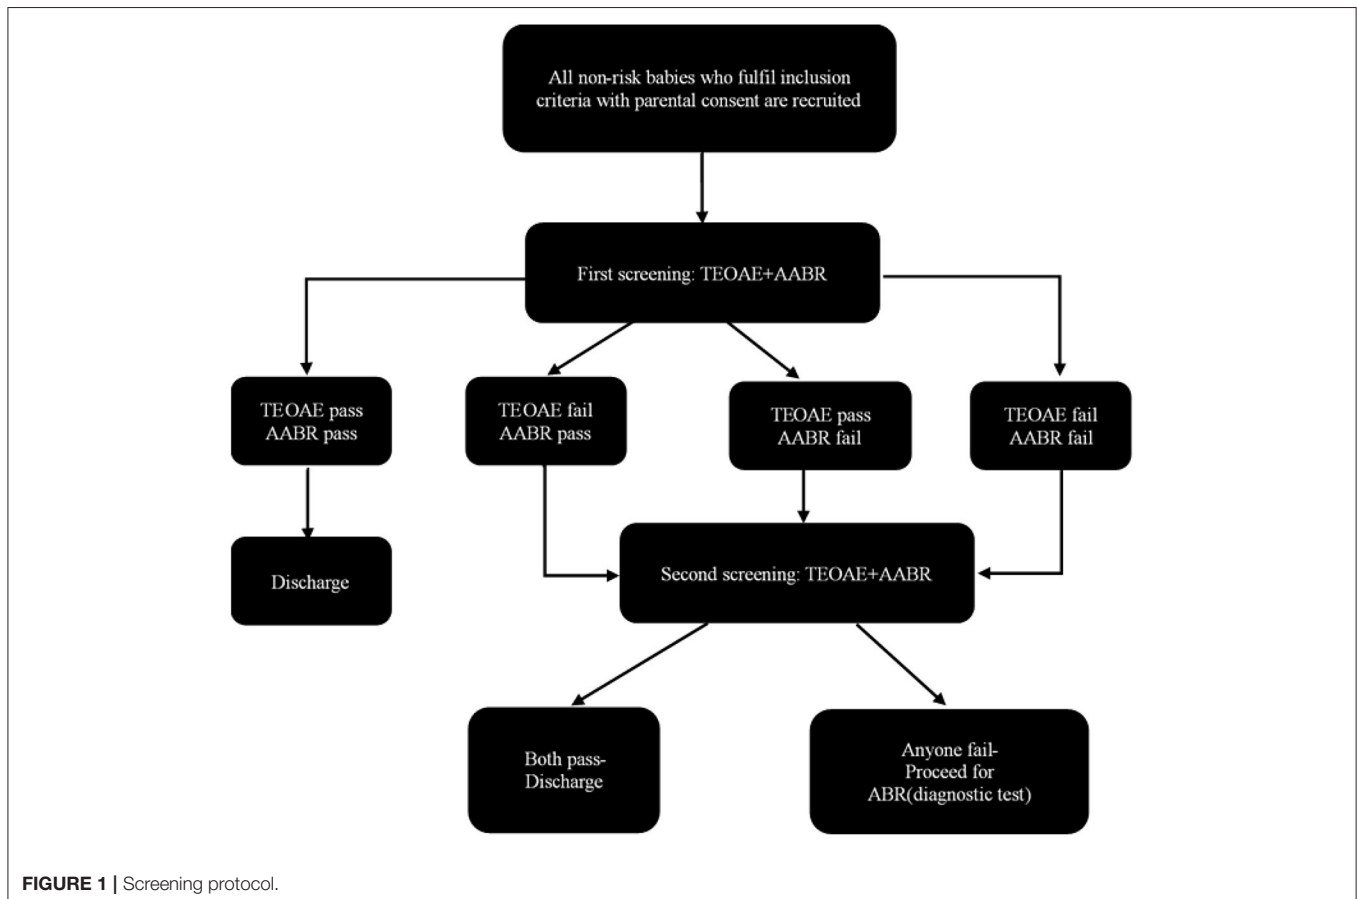 All non-risk babies who fulfil inclusion
criteria with parental consent are recruited
First screening: TEOAE+AABR
TEOAE pass
AABR pass
TEOAE fail
AABR pass
TEOAE pass
AABR fail
TEOAE fail
AABR fail
Discharge
Second screening: TEOAE+AABR
Both pass-
Discharge
Anyone fail-
Proceed for
ABR(diagnostic test)
FIGURE 1 | Screening protocol.